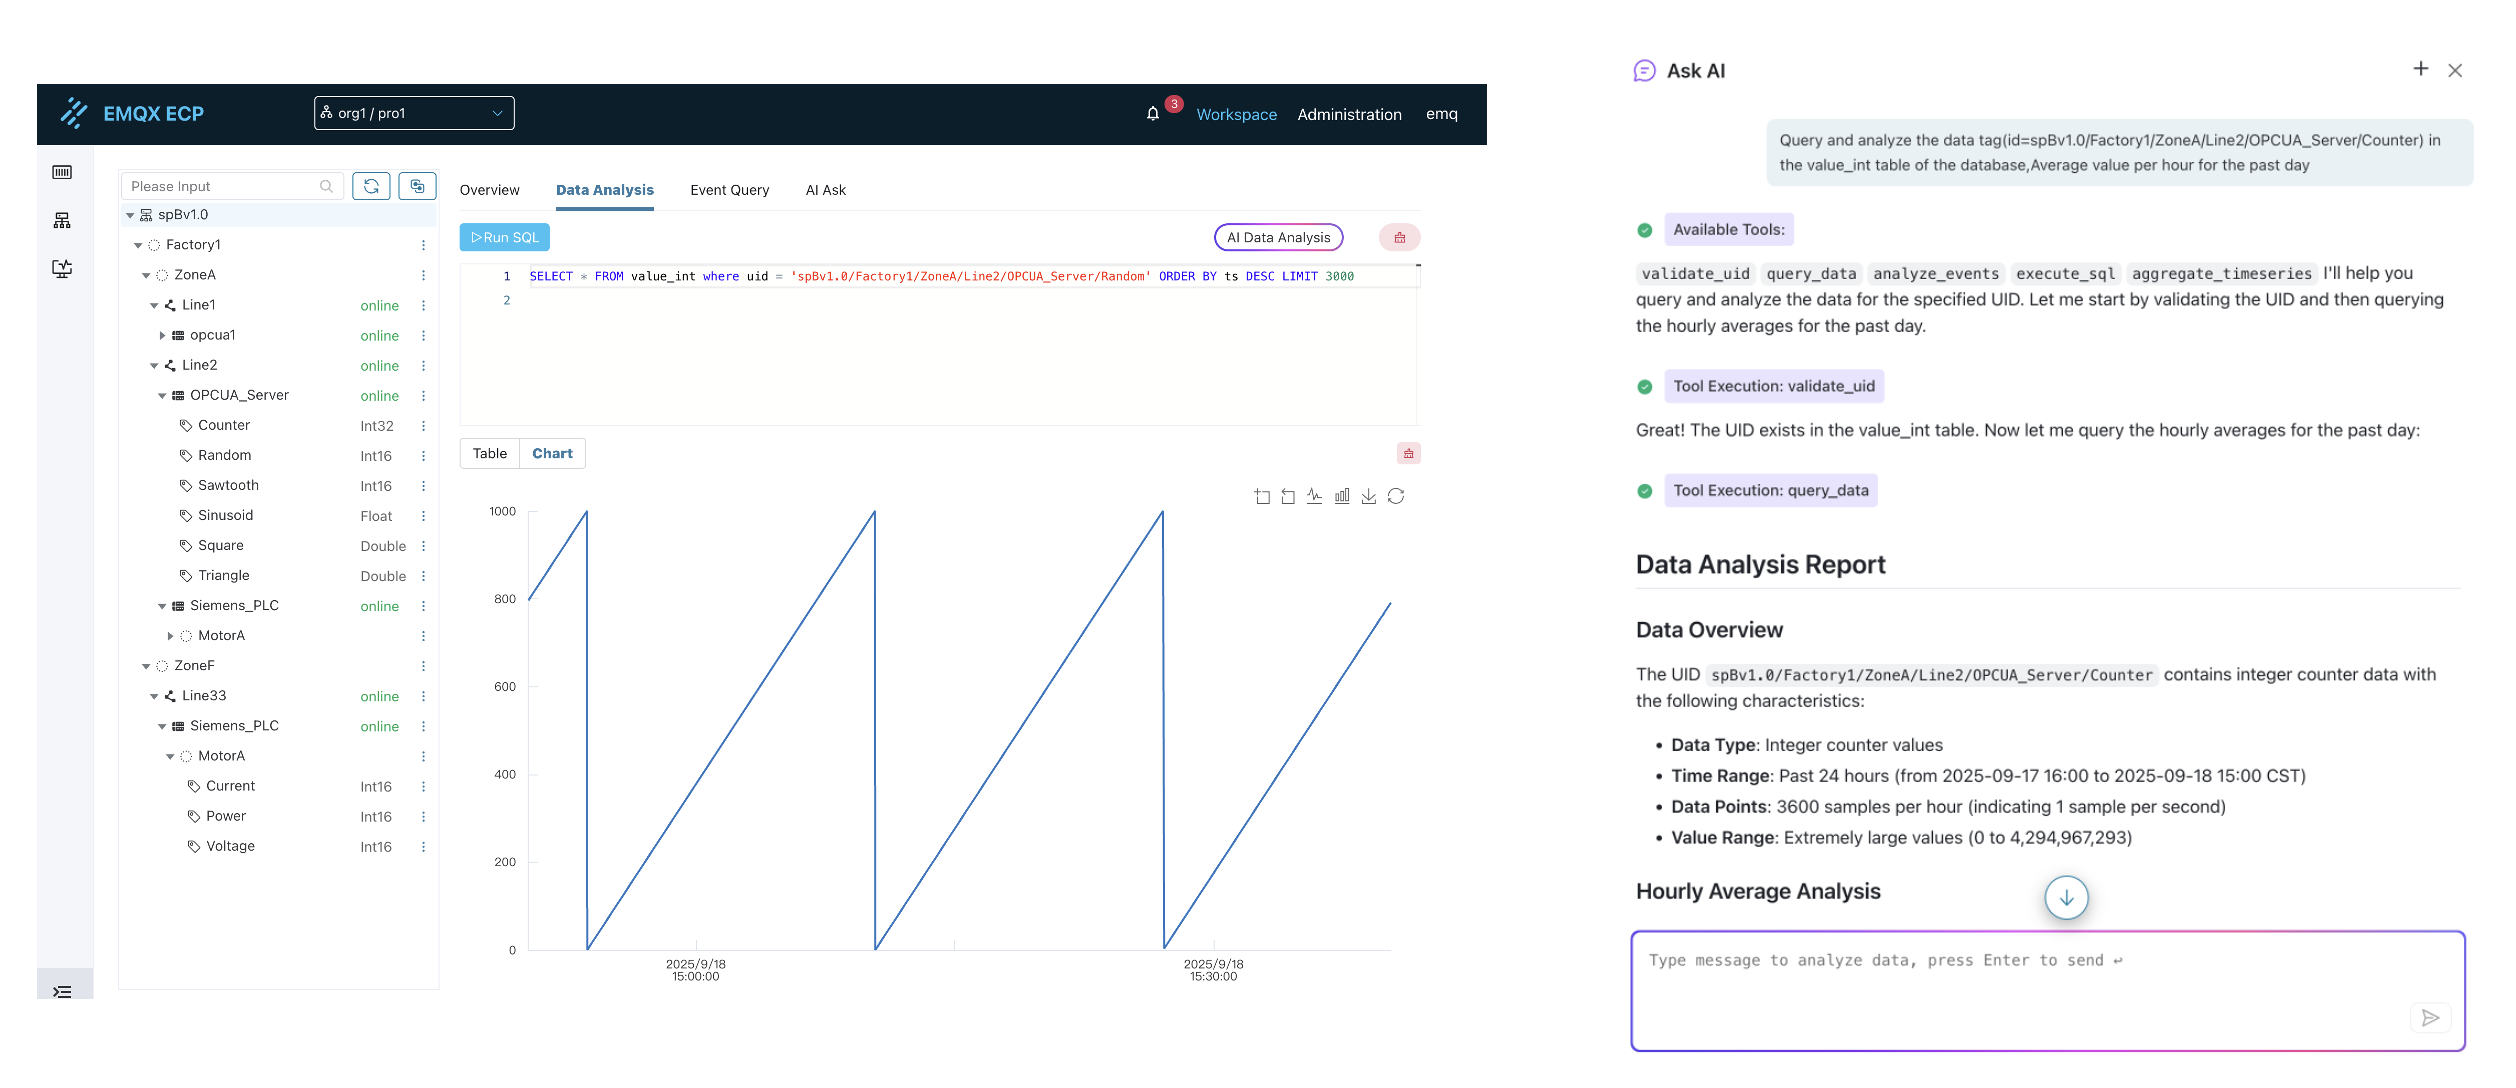 EMQX ECP
org1 / pro1
3
Workspace
Administration
emq
Please Input
spBv1.0
Factory1
ZoneA
Line1 online
opcua1 online
Line2 online
OPCUA_Server online
Counter Int32
Random Int16
Sawtooth Int16
Sinusoid Float
Square Double
Triangle Double
Siemens_PLC online
MotorA
ZoneF
Line33 online
Siemens_PLC online
MotorA
Current Int16
Power Int16
Voltage Int16
Overview
Data Analysis
Event Query
AI Ask
Run SQL
AI Data Analysis
1 SELECT * FROM value_int where uid = 'spBv1.0/Factory1/ZoneA/Line2/OPCUA_Server/Random' ORDER BY ts DESC LIMIT 3000
2
Table
Chart
1000
800
600
400
200
0
2025/9/18
15:00:00
2025/9/18
15:30:00
Ask AI
Query and analyze the data tag(id=spBv1.0/Factory1/ZoneA/Line2/OPCUA_Server/Counter) in
the value_int table of the database,Average value per hour for the past day
Available Tools:
validate_uid query_data analyze_events execute_sql aggregate_timeseries I'll help you
query and analyze the data for the specified UID. Let me start by validating the UID and then querying
the hourly averages for the past day.
Tool Execution: validate_uid
Great! The UID exists in the value_int table. Now let me query the hourly averages for the past day:
Tool Execution: query_data
Data Analysis Report
Data Overview
The UID spBv1.0/Factory1/ZoneA/Line2/OPCUA_Server/Counter contains integer counter data with
the following characteristics:
• Data Type: Integer counter values
• Time Range: Past 24 hours (from 2025-09-17 16:00 to 2025-09-18 15:00 CST)
• Data Points: 3600 samples per hour (indicating 1 sample per second)
• Value Range: Extremely large values (0 to 4,294,967,293)
Hourly Average Analysis
Type message to analyze data, press Enter to send ↩